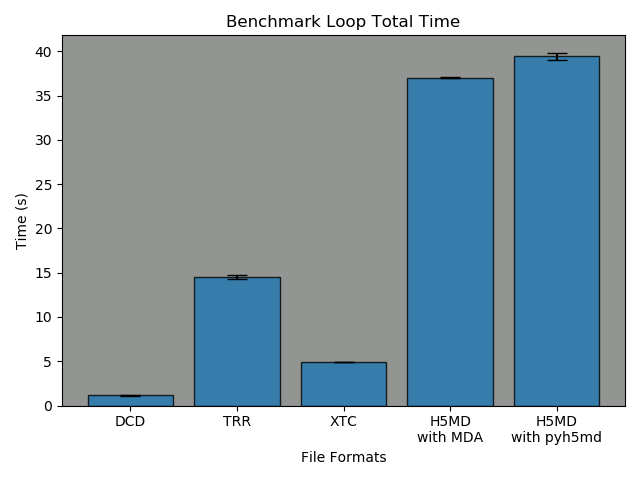 Benchmark Loop Total Time
40
35
30
25
20
15
10
5
0
Time (s)
DCD
TRR
XTC
H5MD
with MDA
H5MD
with pyh5md
File Formats